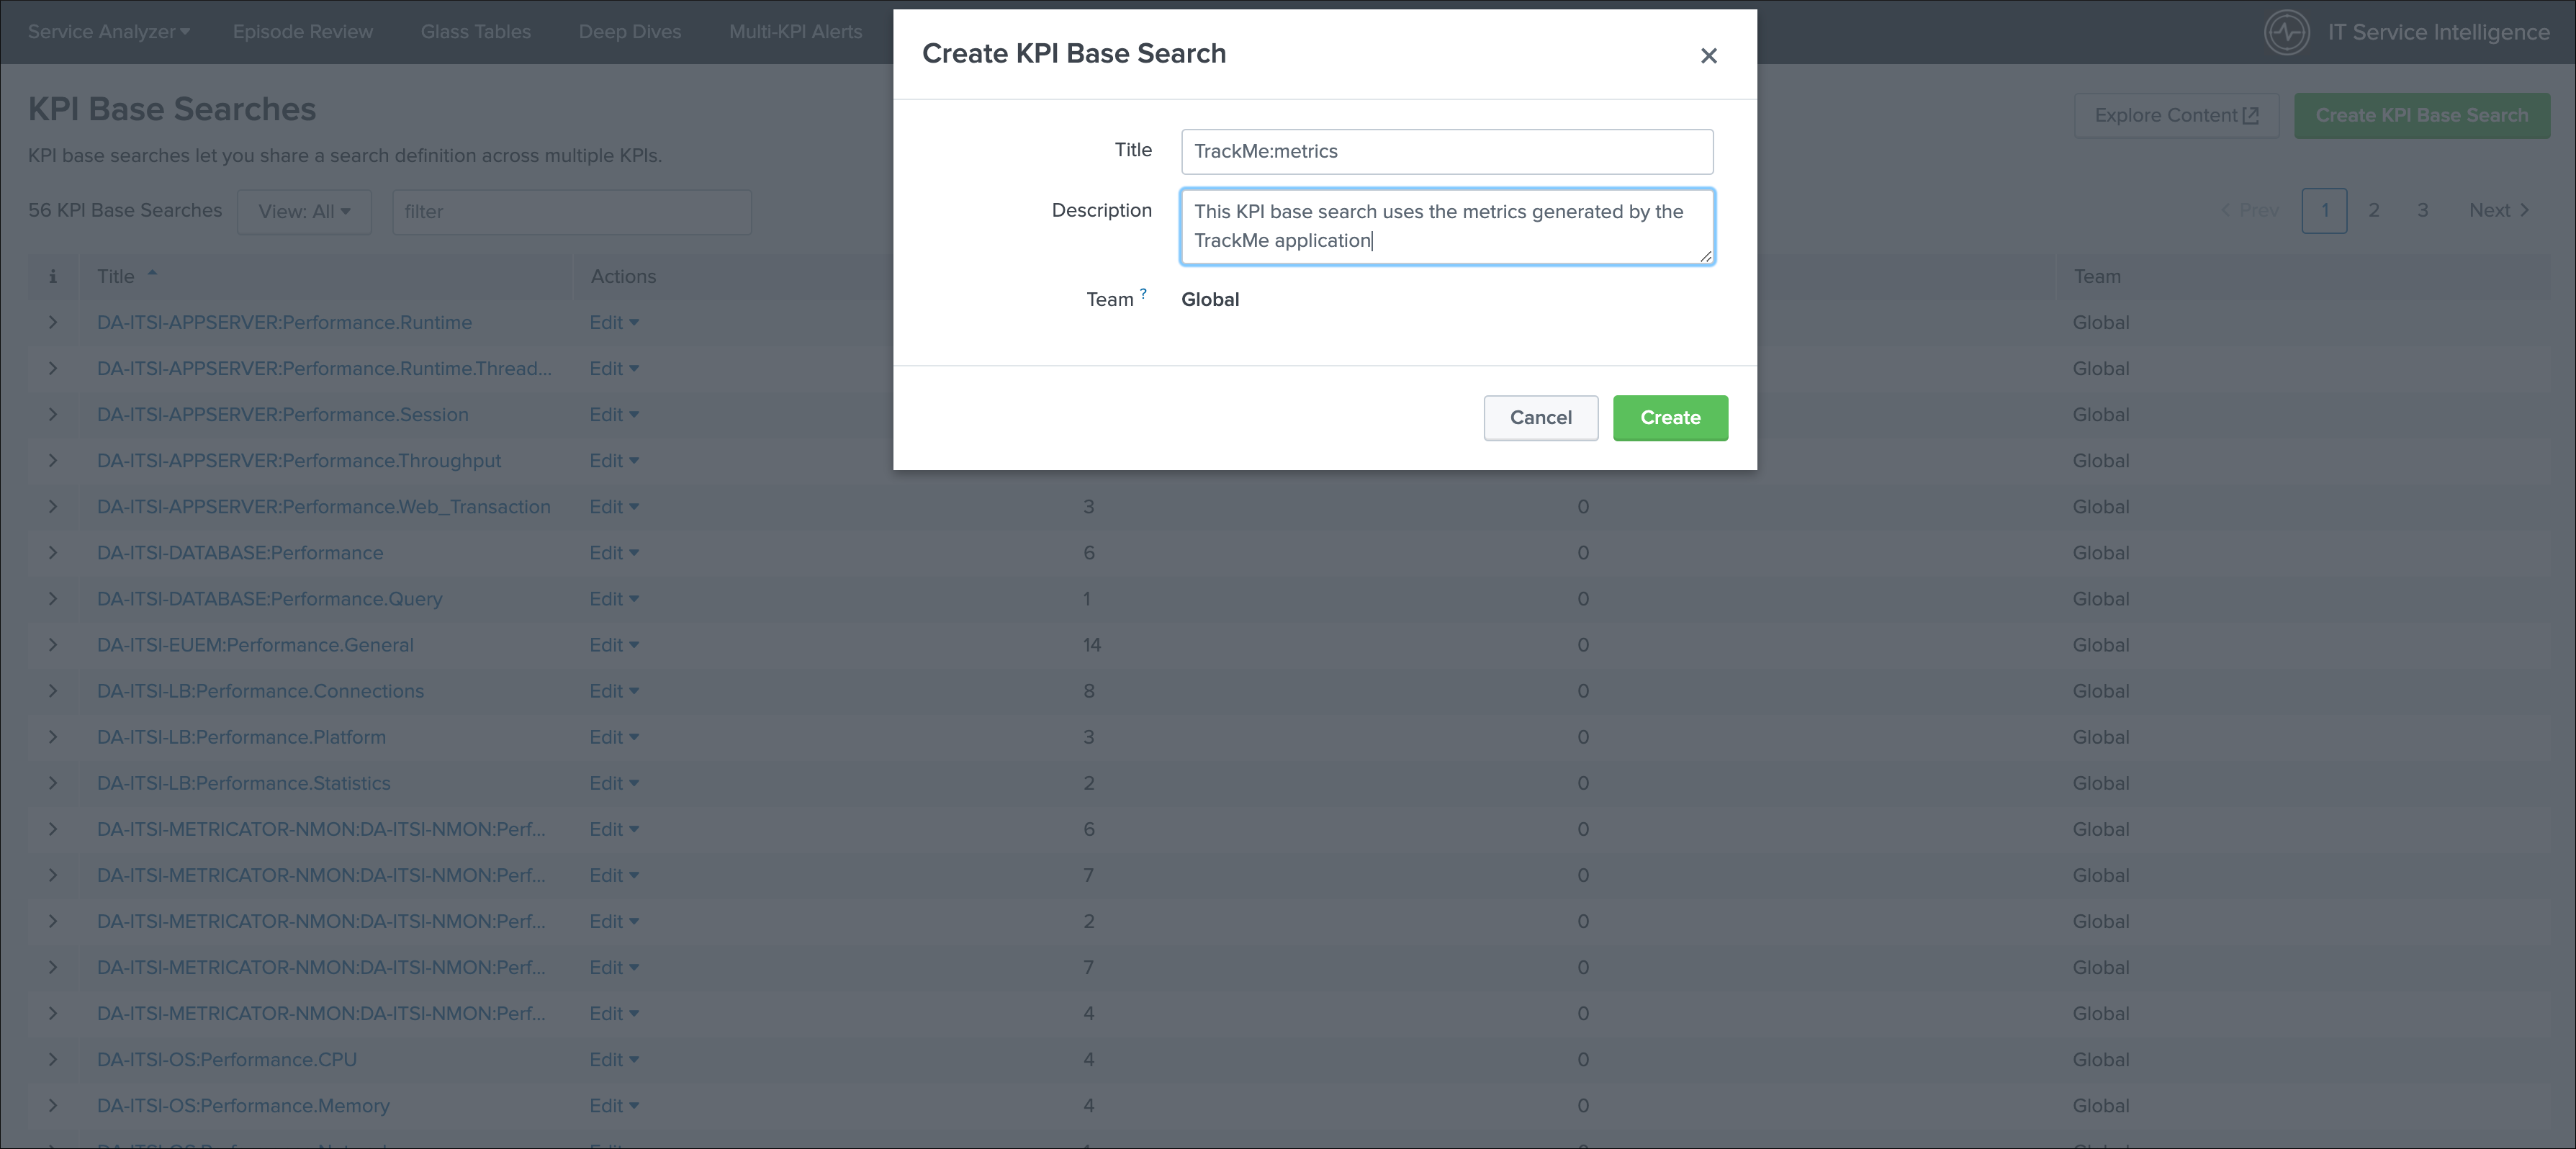 Service Analyzer Episode Review Glass Tables Deep Dives Multi-KPI Alerts IT Service Intelligence
Create KPI Base Search
KPI Base Searches
KPI base searches let you share a search definition across multiple KPIs.
Explore Content Create KPI Base Search
Title TrackMe:metrics
Description This KPI base search uses the metrics generated by the
TrackMe application
Team ? Global
Cancel Create
56 KPI Base Searches View: All filter Prev 1 2 3 Next
i Title Actions Team
DA-ITSI-APPSERVER:Performance.Runtime Edit Global
DA-ITSI-APPSERVER:Performance.Runtime.Thread... Edit Global
DA-ITSI-APPSERVER:Performance.Session Edit Global
DA-ITSI-APPSERVER:Performance.Throughput Edit Global
DA-ITSI-APPSERVER:Performance.Web_Transaction Edit 3 0 Global
DA-ITSI-DATABASE:Performance Edit 6 0 Global
DA-ITSI-DATABASE:Performance.Query Edit 1 0 Global
DA-ITSI-EUEM:Performance.General Edit 14 0 Global
DA-ITSI-LB:Performance.Connections Edit 8 0 Global
DA-ITSI-LB:Performance.Platform Edit 3 0 Global
DA-ITSI-LB:Performance.Statistics Edit 2 0 Global
DA-ITSI-METRICATOR-NMON:DA-ITSI-NMON:Perf... Edit 6 0 Global
DA-ITSI-METRICATOR-NMON:DA-ITSI-NMON:Perf... Edit 7 0 Global
DA-ITSI-METRICATOR-NMON:DA-ITSI-NMON:Perf... Edit 2 0 Global
DA-ITSI-METRICATOR-NMON:DA-ITSI-NMON:Perf... Edit 7 0 Global
DA-ITSI-METRICATOR-NMON:DA-ITSI-NMON:Perf... Edit 4 0 Global
DA-ITSI-OS:Performance.CPU Edit 4 0 Global
DA-ITSI-OS:Performance.Memory Edit 4 0 Global